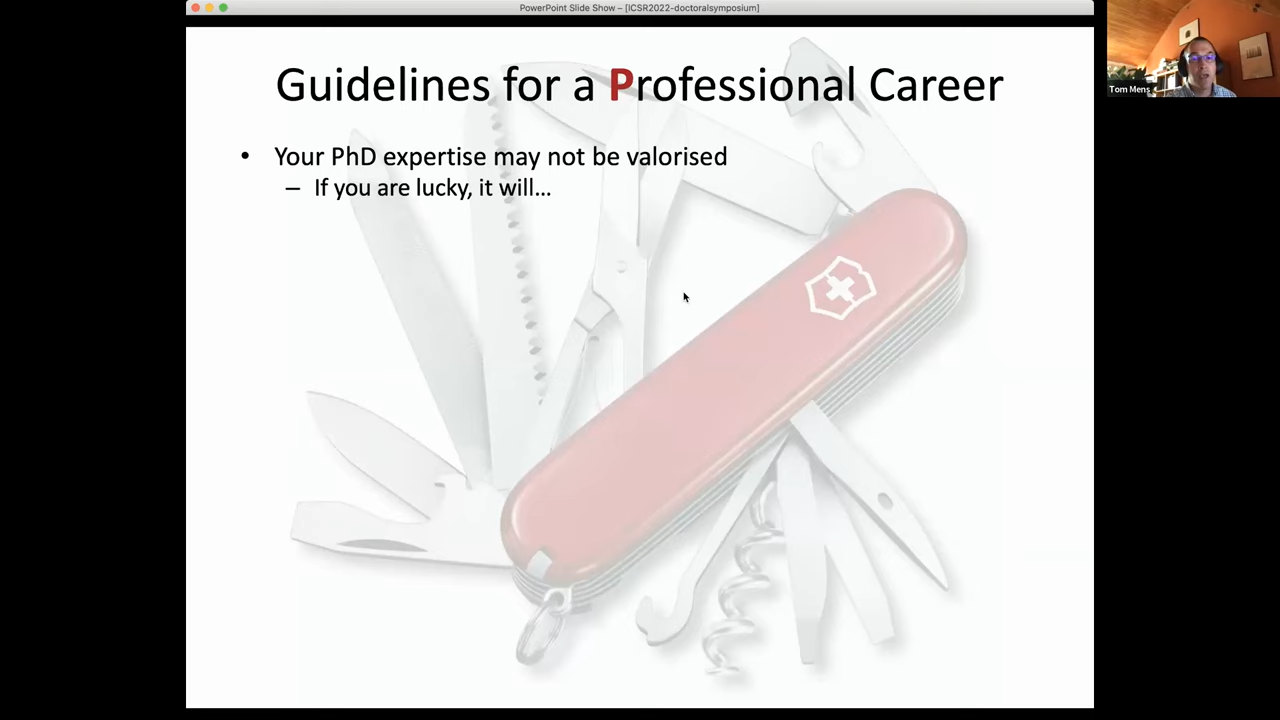 PowerPoint Slide Show – [ICSR2022-doctoralsymposium]
Guidelines for a Professional Career
• Your PhD expertise may not be valorised
– If you are lucky, it will...
Tom Mens